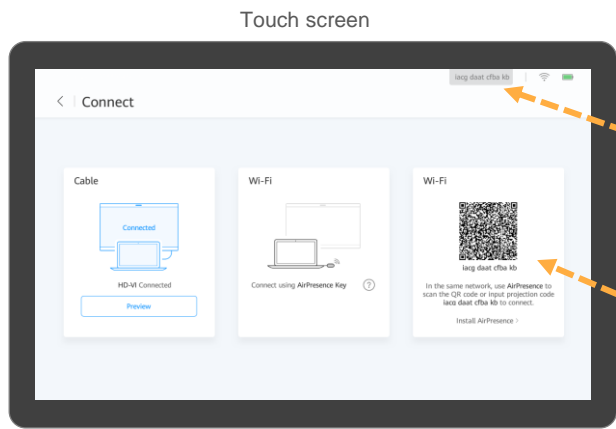 Touch screen
iacg daat cfba kb
Connect
Cable
Wi-Fi
Wi-Fi
Connected
iacg daat cfba kb
HD-VI Connected
Connect using AirPresence Key ?
In the same network, use AirPresence to
scan the QR code or input projection code
iacg daat cfba kb to connect.
Preview
Install AirPresence >